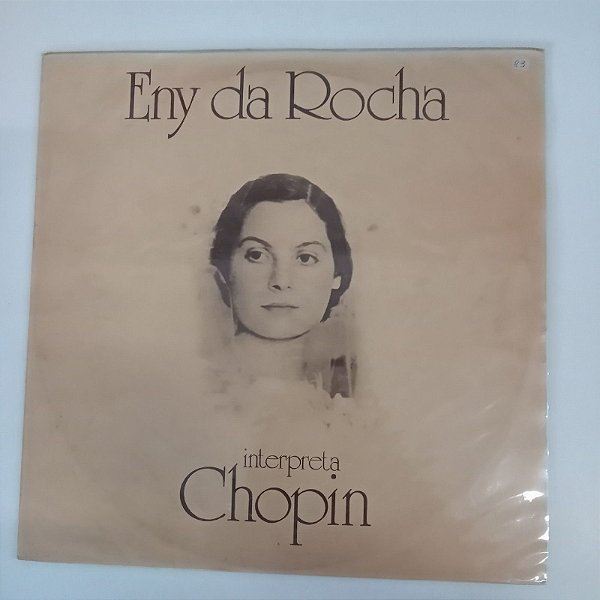 Eny da Rocha
interpreta
Chopin